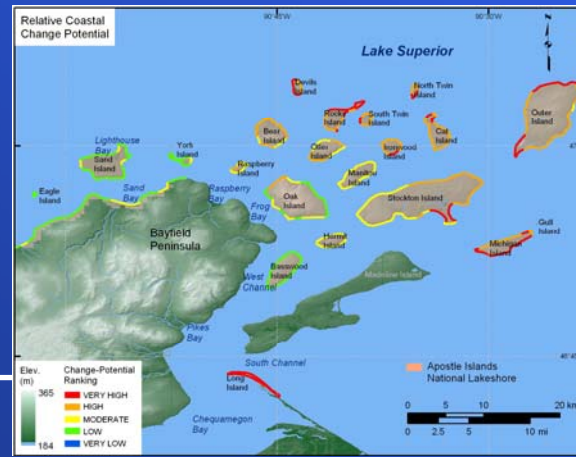 Relative Coastal
Change Potential
90°45'W
90°30'W
N
Lake Superior
Devils
Island
North Twin
Island
Rocky
Island
South Twin
Island
Outer
Island
Bear
Island
Cat
Island
Lighthouse
Bay
York
Island
Otter
Island
Ironwood
Island
Sand
Island
Raspberry
Island
Manitou
Island
Eagle
Island
Sand
Bay
Raspberry
Bay
Oak
Island
Stockton Island
Frog
Bay
Bayfield
Peninsula
Hermit
Island
Gull
Island
Michigan
Island
Basswood
Island
West
Channel
Madeline Island
Pikes
Bay
South Channel
Long
Island
Chequamegon
Bay
Elev.
(m)
365
184
Change-Potential
Ranking
VERY HIGH
HIGH
MODERATE
LOW
VERY LOW
Apostle Islands
National Lakeshore
0 5 10 20 km
0 2.5 5 10 mi